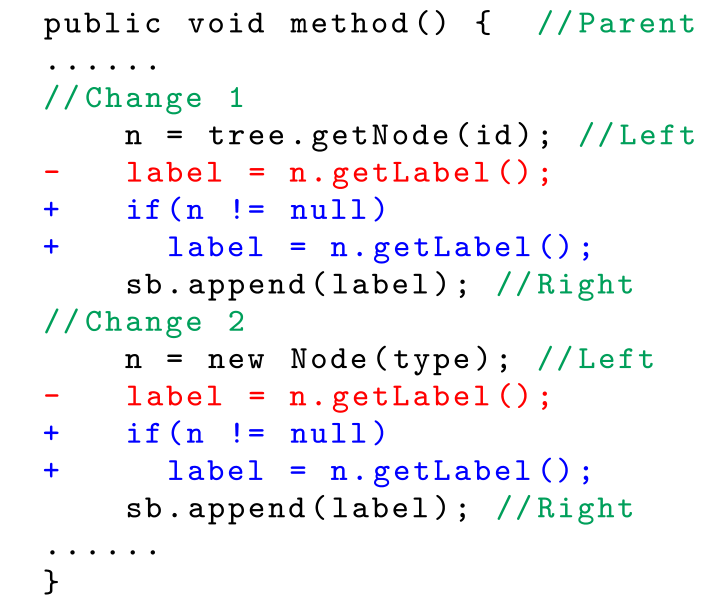 public void method() {  //Parent
......
//Change 1
    n = tree.getNode(id); //Left
-   label = n.getLabel();
+   if(n != null)
+     label = n.getLabel();
    sb.append(label); //Right
//Change 2
    n = new Node(type); //Left
-   label = n.getLabel();
+   if(n != null)
+     label = n.getLabel();
    sb.append(label); //Right
......
}